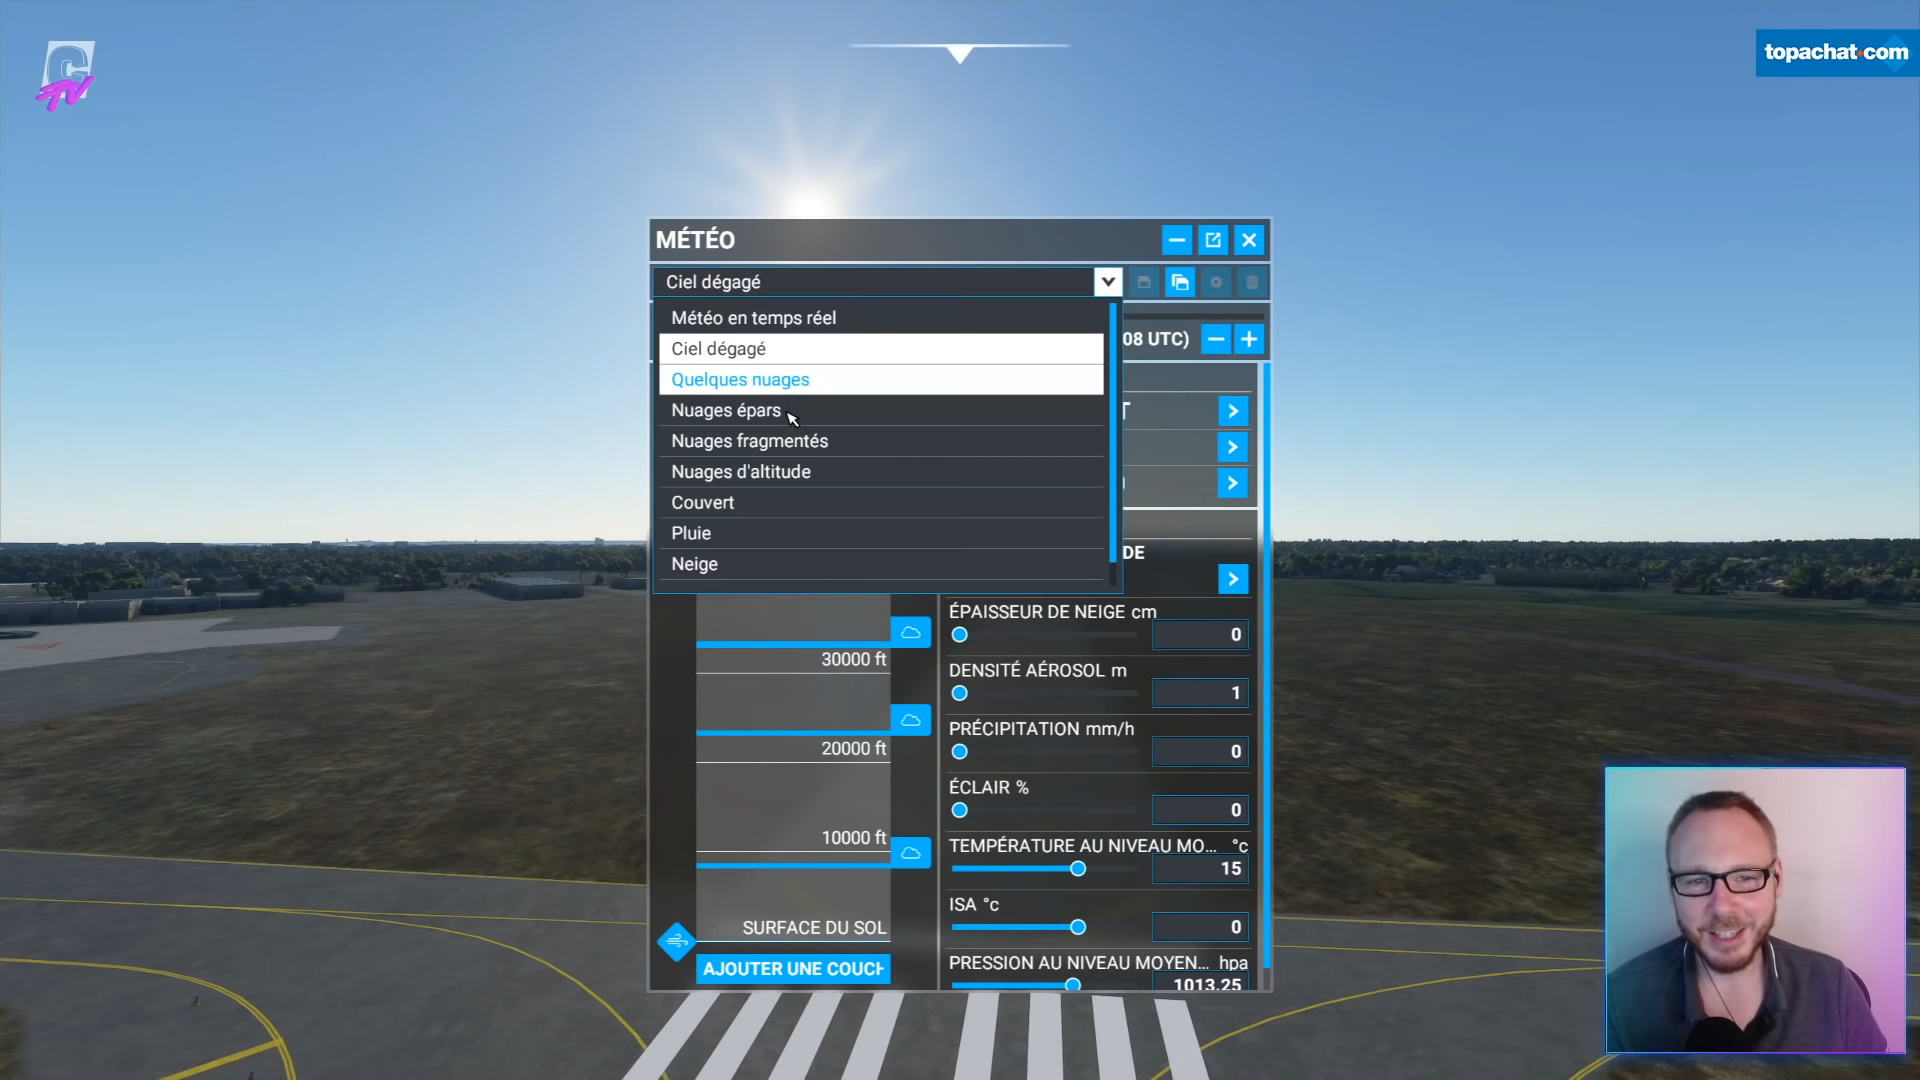 C
TV
topachat.com
MÉTÉO
Ciel dégagé
Météo en temps réel
Ciel dégagé
08 UTC)
Quelques nuages
Nuages épars
Nuages fragmentés
Nuages d'altitude
Couvert
Pluie
Neige
DE
ÉPAISSEUR DE NEIGE cm
0
30000 ft
DENSITÉ AÉROSOL m
1
20000 ft
PRÉCIPITATION mm/h
0
ÉCLAIR %
0
10000 ft
TEMPÉRATURE AU NIVEAU MO... °c
15
ISA °c
0
SURFACE DU SOL
AJOUTER UNE COUCH
PRESSION AU NIVEAU MOYEN... hpa
1013.25